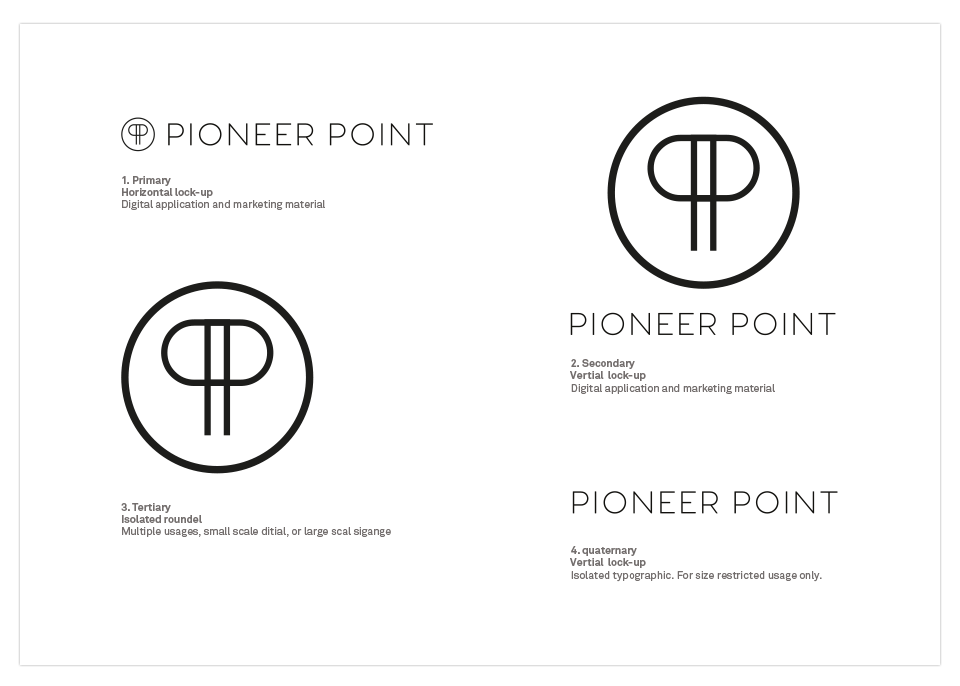 PIONEER POINT
1. Primary
Horizontal lock-up
Digital application and marketing material
PIONEER POINT
2. Secondary
Vertial lock-up
Digital application and marketing material
3. Tertiary
Isolated roundel
Multiple usages, small scale ditial, or large scal sigange
PIONEER POINT
4. quaternary
Vertial lock-up
Isolated typographic. For size restricted usage only.